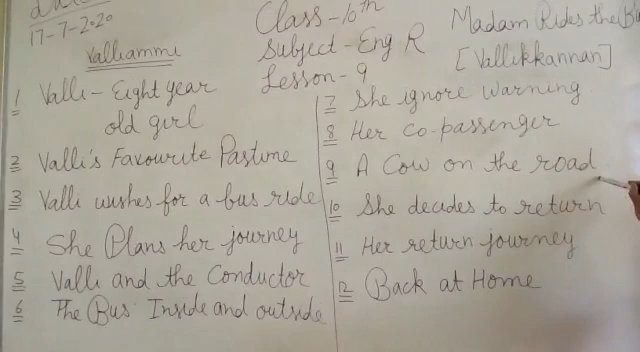 Date
17-7-2020
Class-10th
Subject-Eng R
Lesson-9
Madam Rides the Bu
[Vallikkannan]
Valliammi
1 Valli - Eight year
old girl
2 Valli's Favourite Pastime
3 Valli wishes for a bus ride
4 She Plans her journey
5 Valli and the Conductor
6 The Bus Inside and outside
7 She ignore warning
8 Her co-passenger
9 A Cow on the road
10 She decides to return
11 Her return journey
12 Back at Home